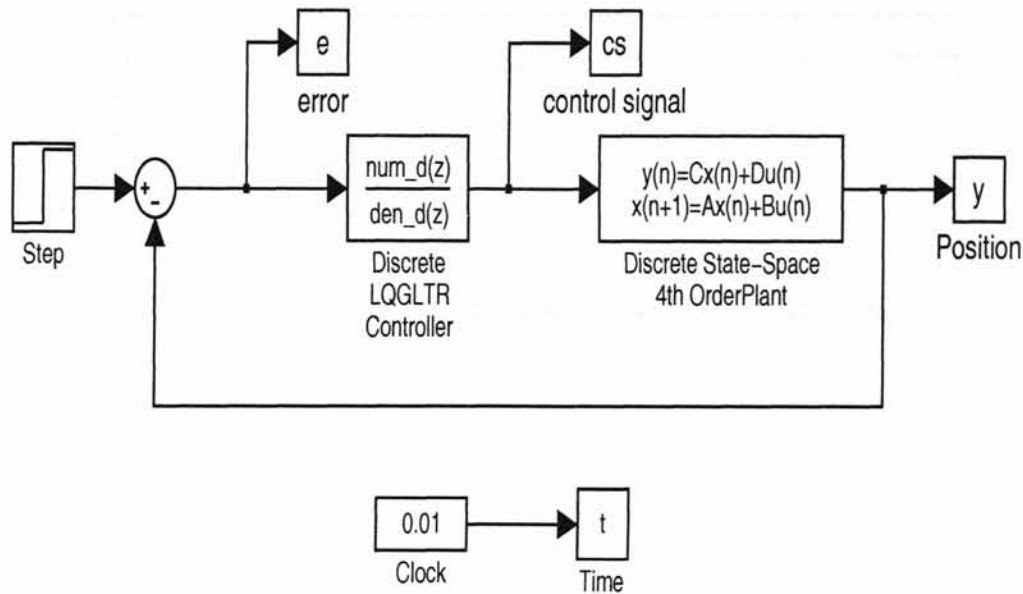 e
error
cs
control signal
+
-
Step
num_d(z)
den_d(z)
Discrete
LQGLTR
Controller
y(n)=Cx(n)+Du(n)
x(n+1)=Ax(n)+Bu(n)
Discrete State-Space
4th OrderPlant
y
Position
0.01
Clock
t
Time